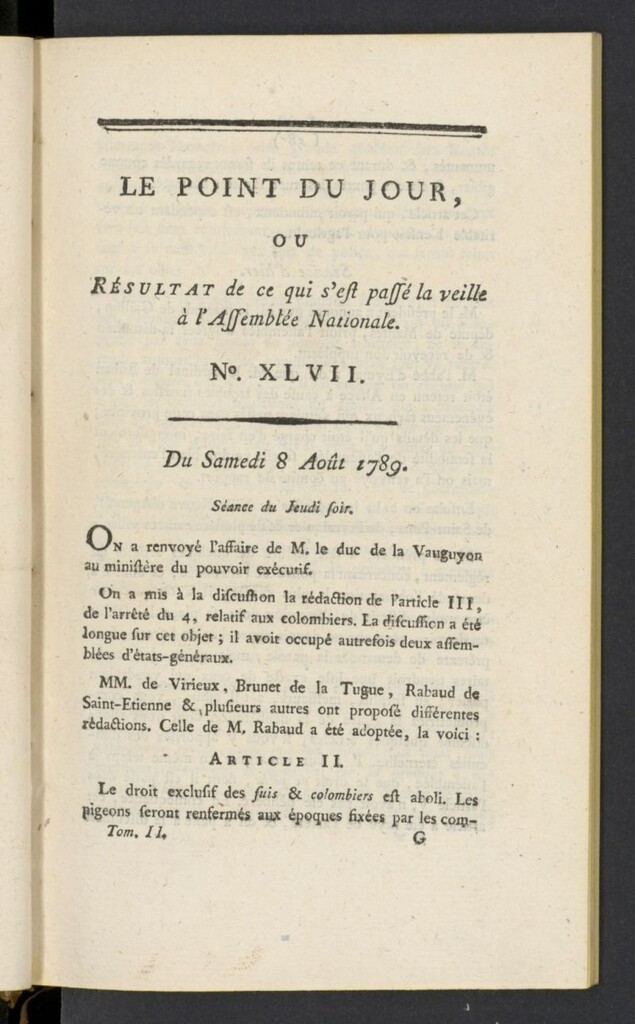 LE POINT DU JOUR,
OU
RÉSULTAT de ce qui s'eſt paſſé la veille
à l'Aſſemblée Nationale.
Nº. XLVII.
Du Samedi 8 Août 1789.
Séance du Jeudi ſoir.
ON a renvoyé l'affaire de M. le duc de la Vauguyon
au miniſtère du pouvoir exécutif.
On a mis à la diſcuſſion la rédaction de l'article III,
de l'arrêté du 4, relatif aux colombiers. La diſcuſſion a été
longue ſur cet objet ; il avoit occupé autrefois deux aſſem-
blées d'états-généraux.
MM. de Virieux, Brunet de la Tugue, Rabaud de
Saint-Etienne & pluſieurs autres ont propoſé différentes
rédactions. Celle de M. Rabaud a été adoptée, la voici :
ARTICLE II.
Le droit excluſif des fuis & colombiers eſt aboli. Les
pigeons ſeront renfermés aux époques fixées par les com-
Tom. II. G